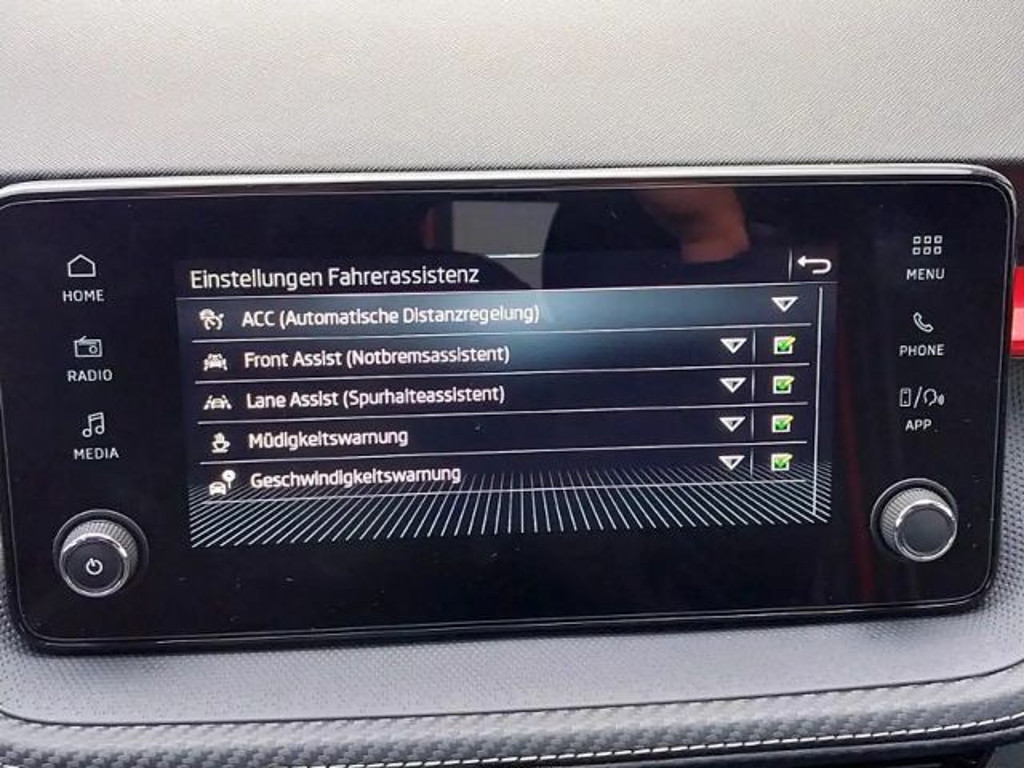 Einstellungen Fahrerassistenz
ACC (Automatische Distanzregelung)
Front Assist (Notbremsassistent)
Lane Assist (Spurhalteassistent)
Müdigkeitswarnung
Geschwindigkeitswarnung
HOME
RADIO
MEDIA
MENU
PHONE
APP